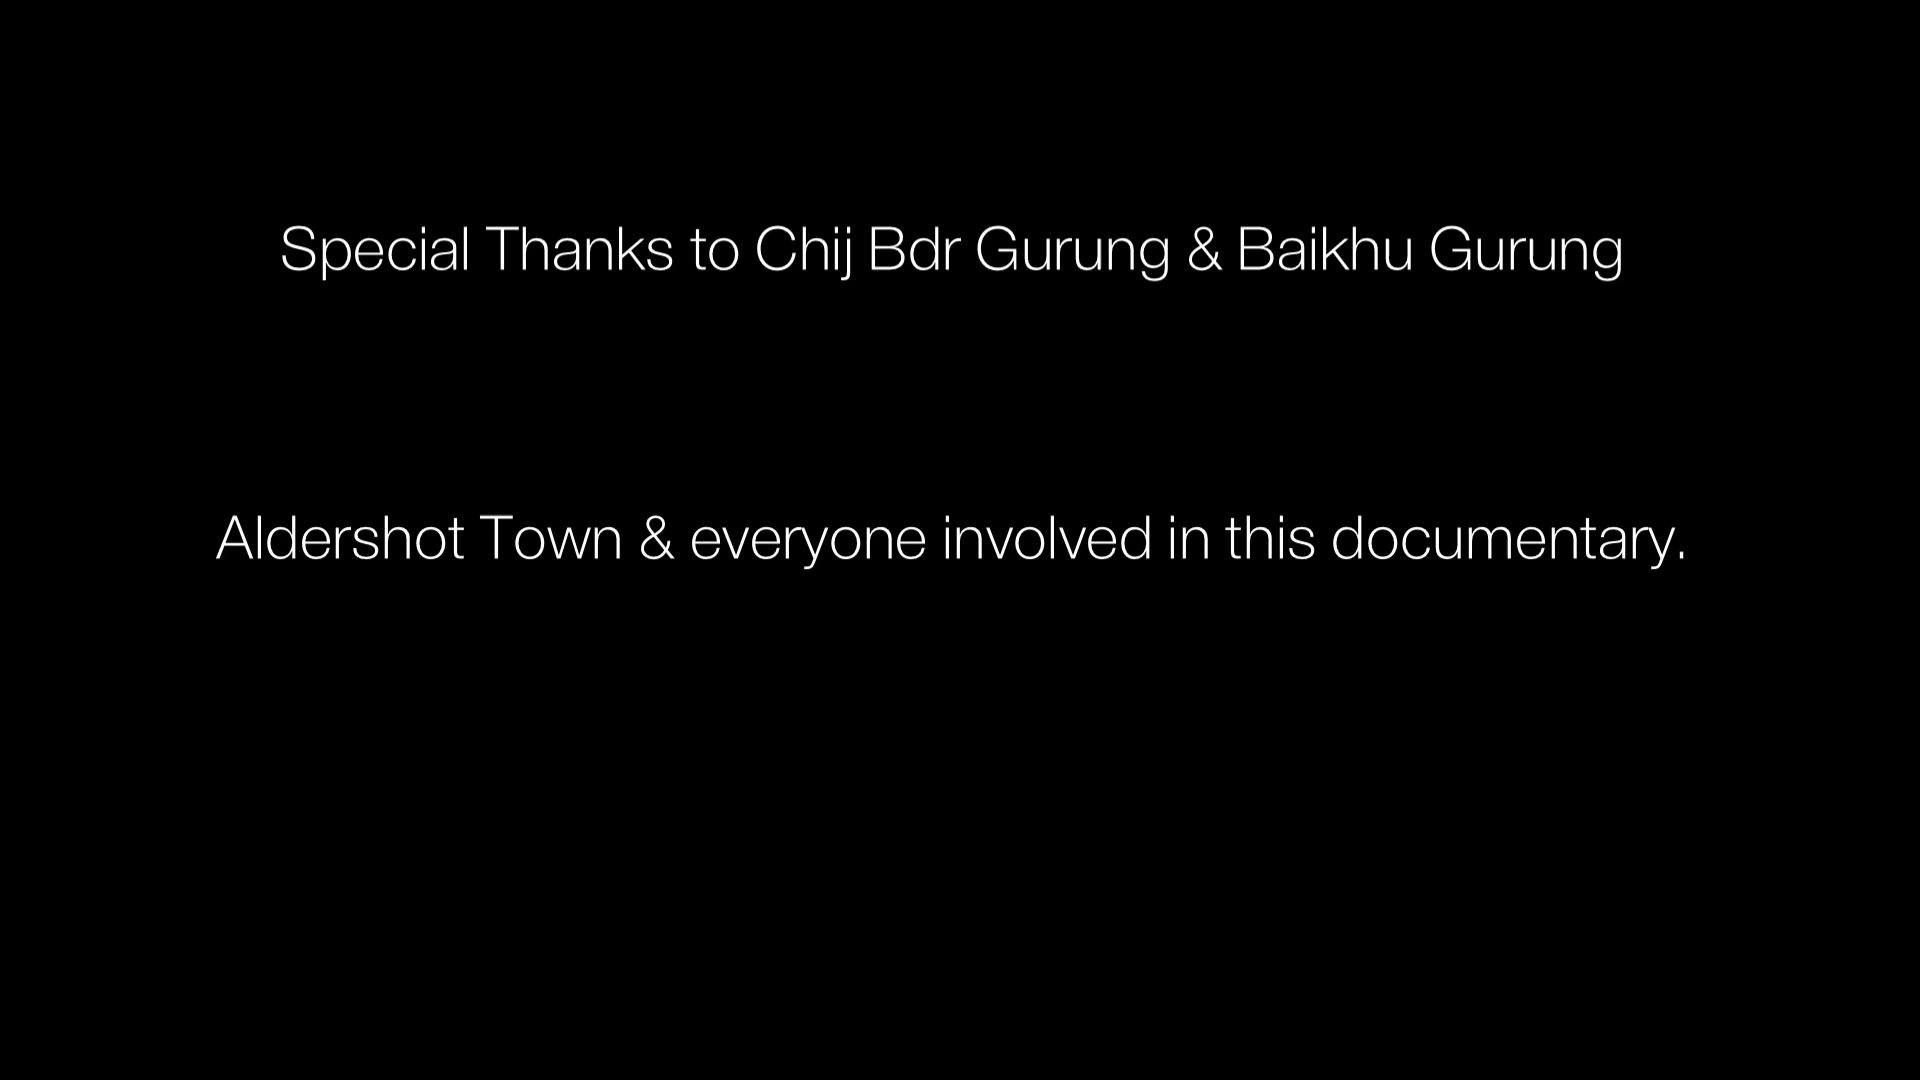 Special Thanks to Chij Bdr Gurung & Baikhu Gurung
Aldershot Town & everyone involved in this documentary.